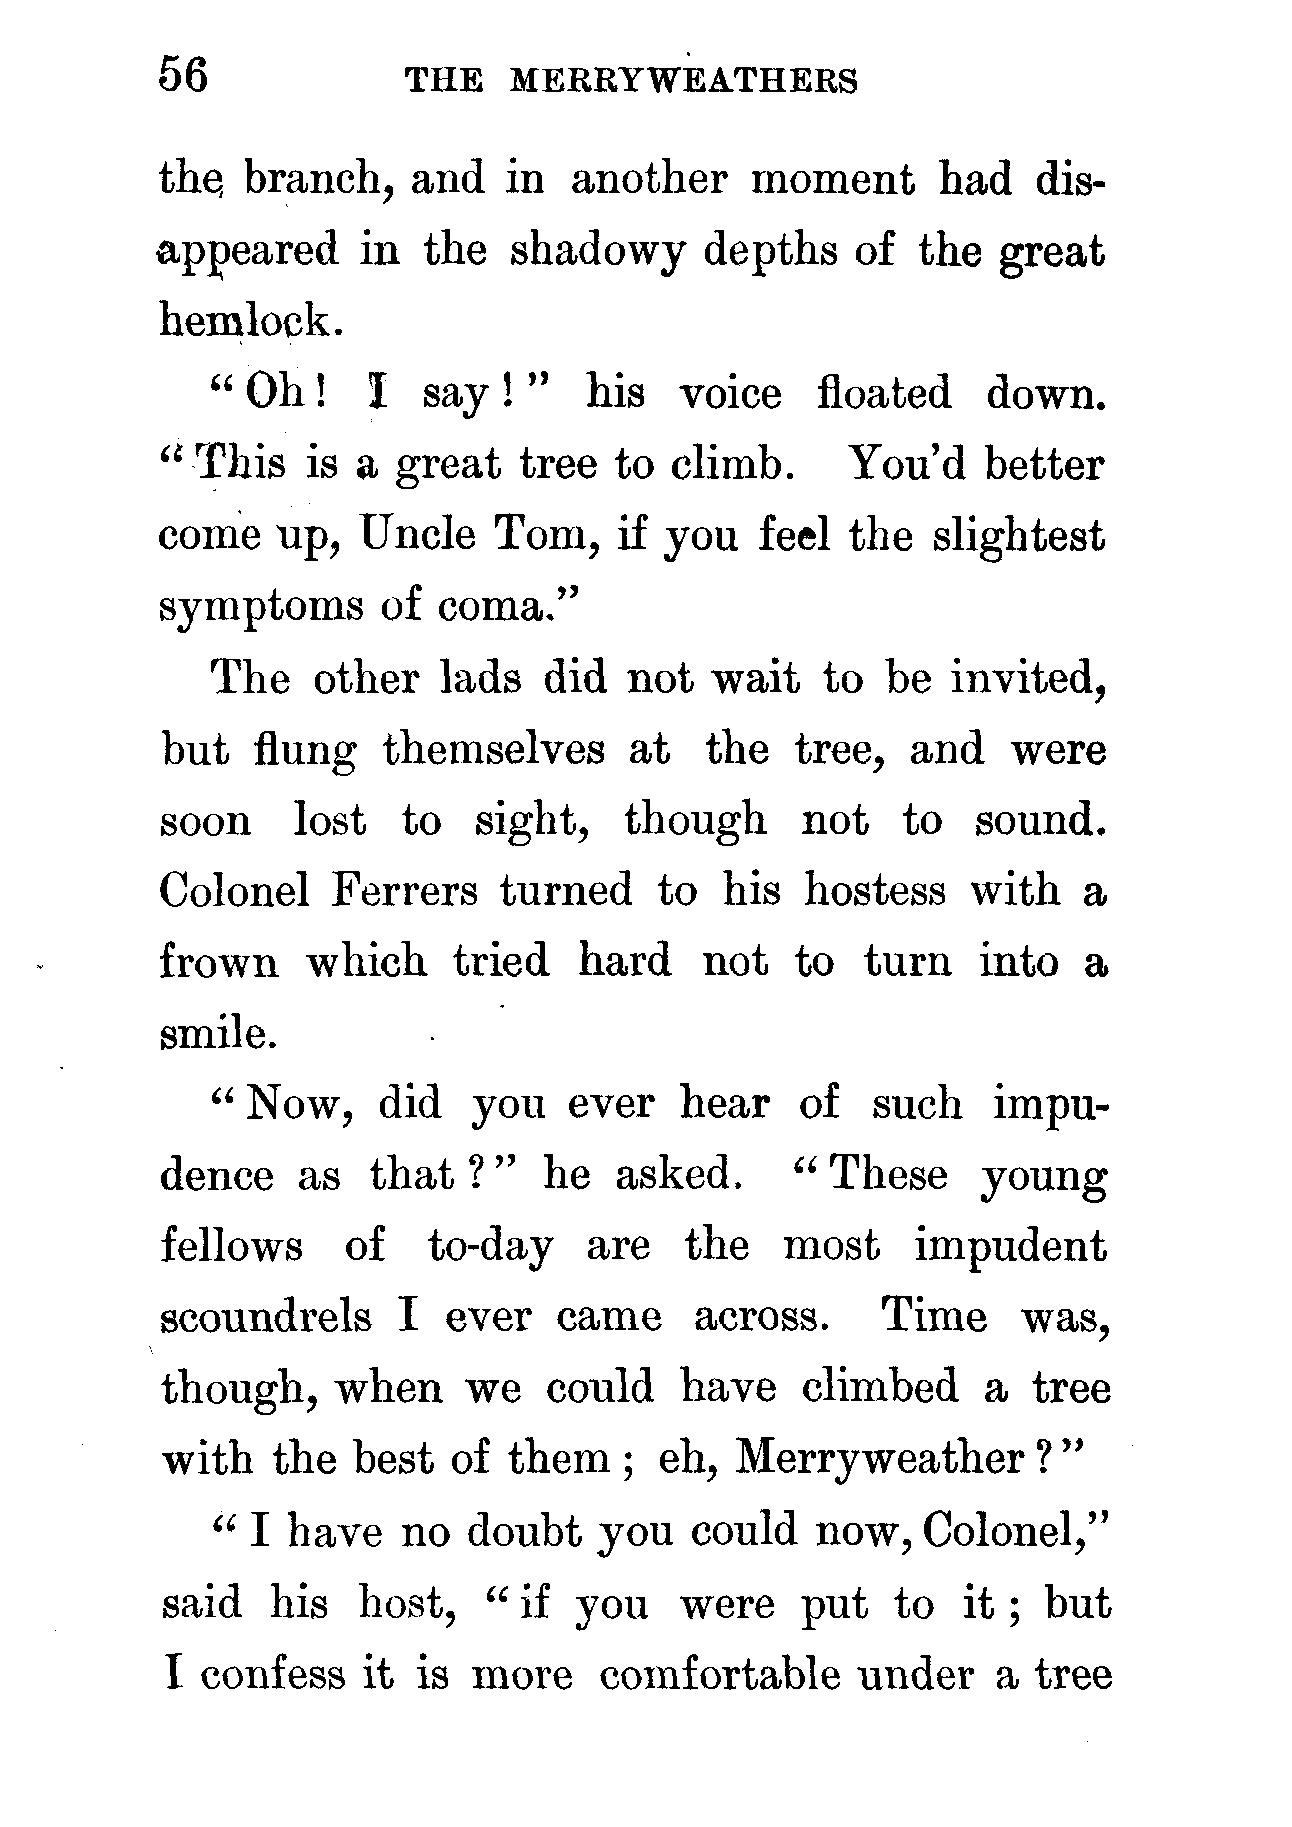 56 THE MERRYWEATHERS
the branch, and in another moment had dis-
appeared in the shadowy depths of the great
hemlock.
"Oh! I say!" his voice floated down.
"This is a great tree to climb. You'd better
come up, Uncle Tom, if you feel the slightest
symptoms of coma."
The other lads did not wait to be invited,
but flung themselves at the tree, and were
soon lost to sight, though not to sound.
Colonel Ferrers turned to his hostess with a
frown which tried hard not to turn into a
smile.
"Now, did you ever hear of such impu-
dence as that?" he asked. "These young
fellows of to-day are the most impudent
scoundrels I ever came across. Time was,
though, when we could have climbed a tree
with the best of them; eh, Merryweather?"
"I have no doubt you could now, Colonel,"
said his host, "if you were put to it; but
I confess it is more comfortable under a tree